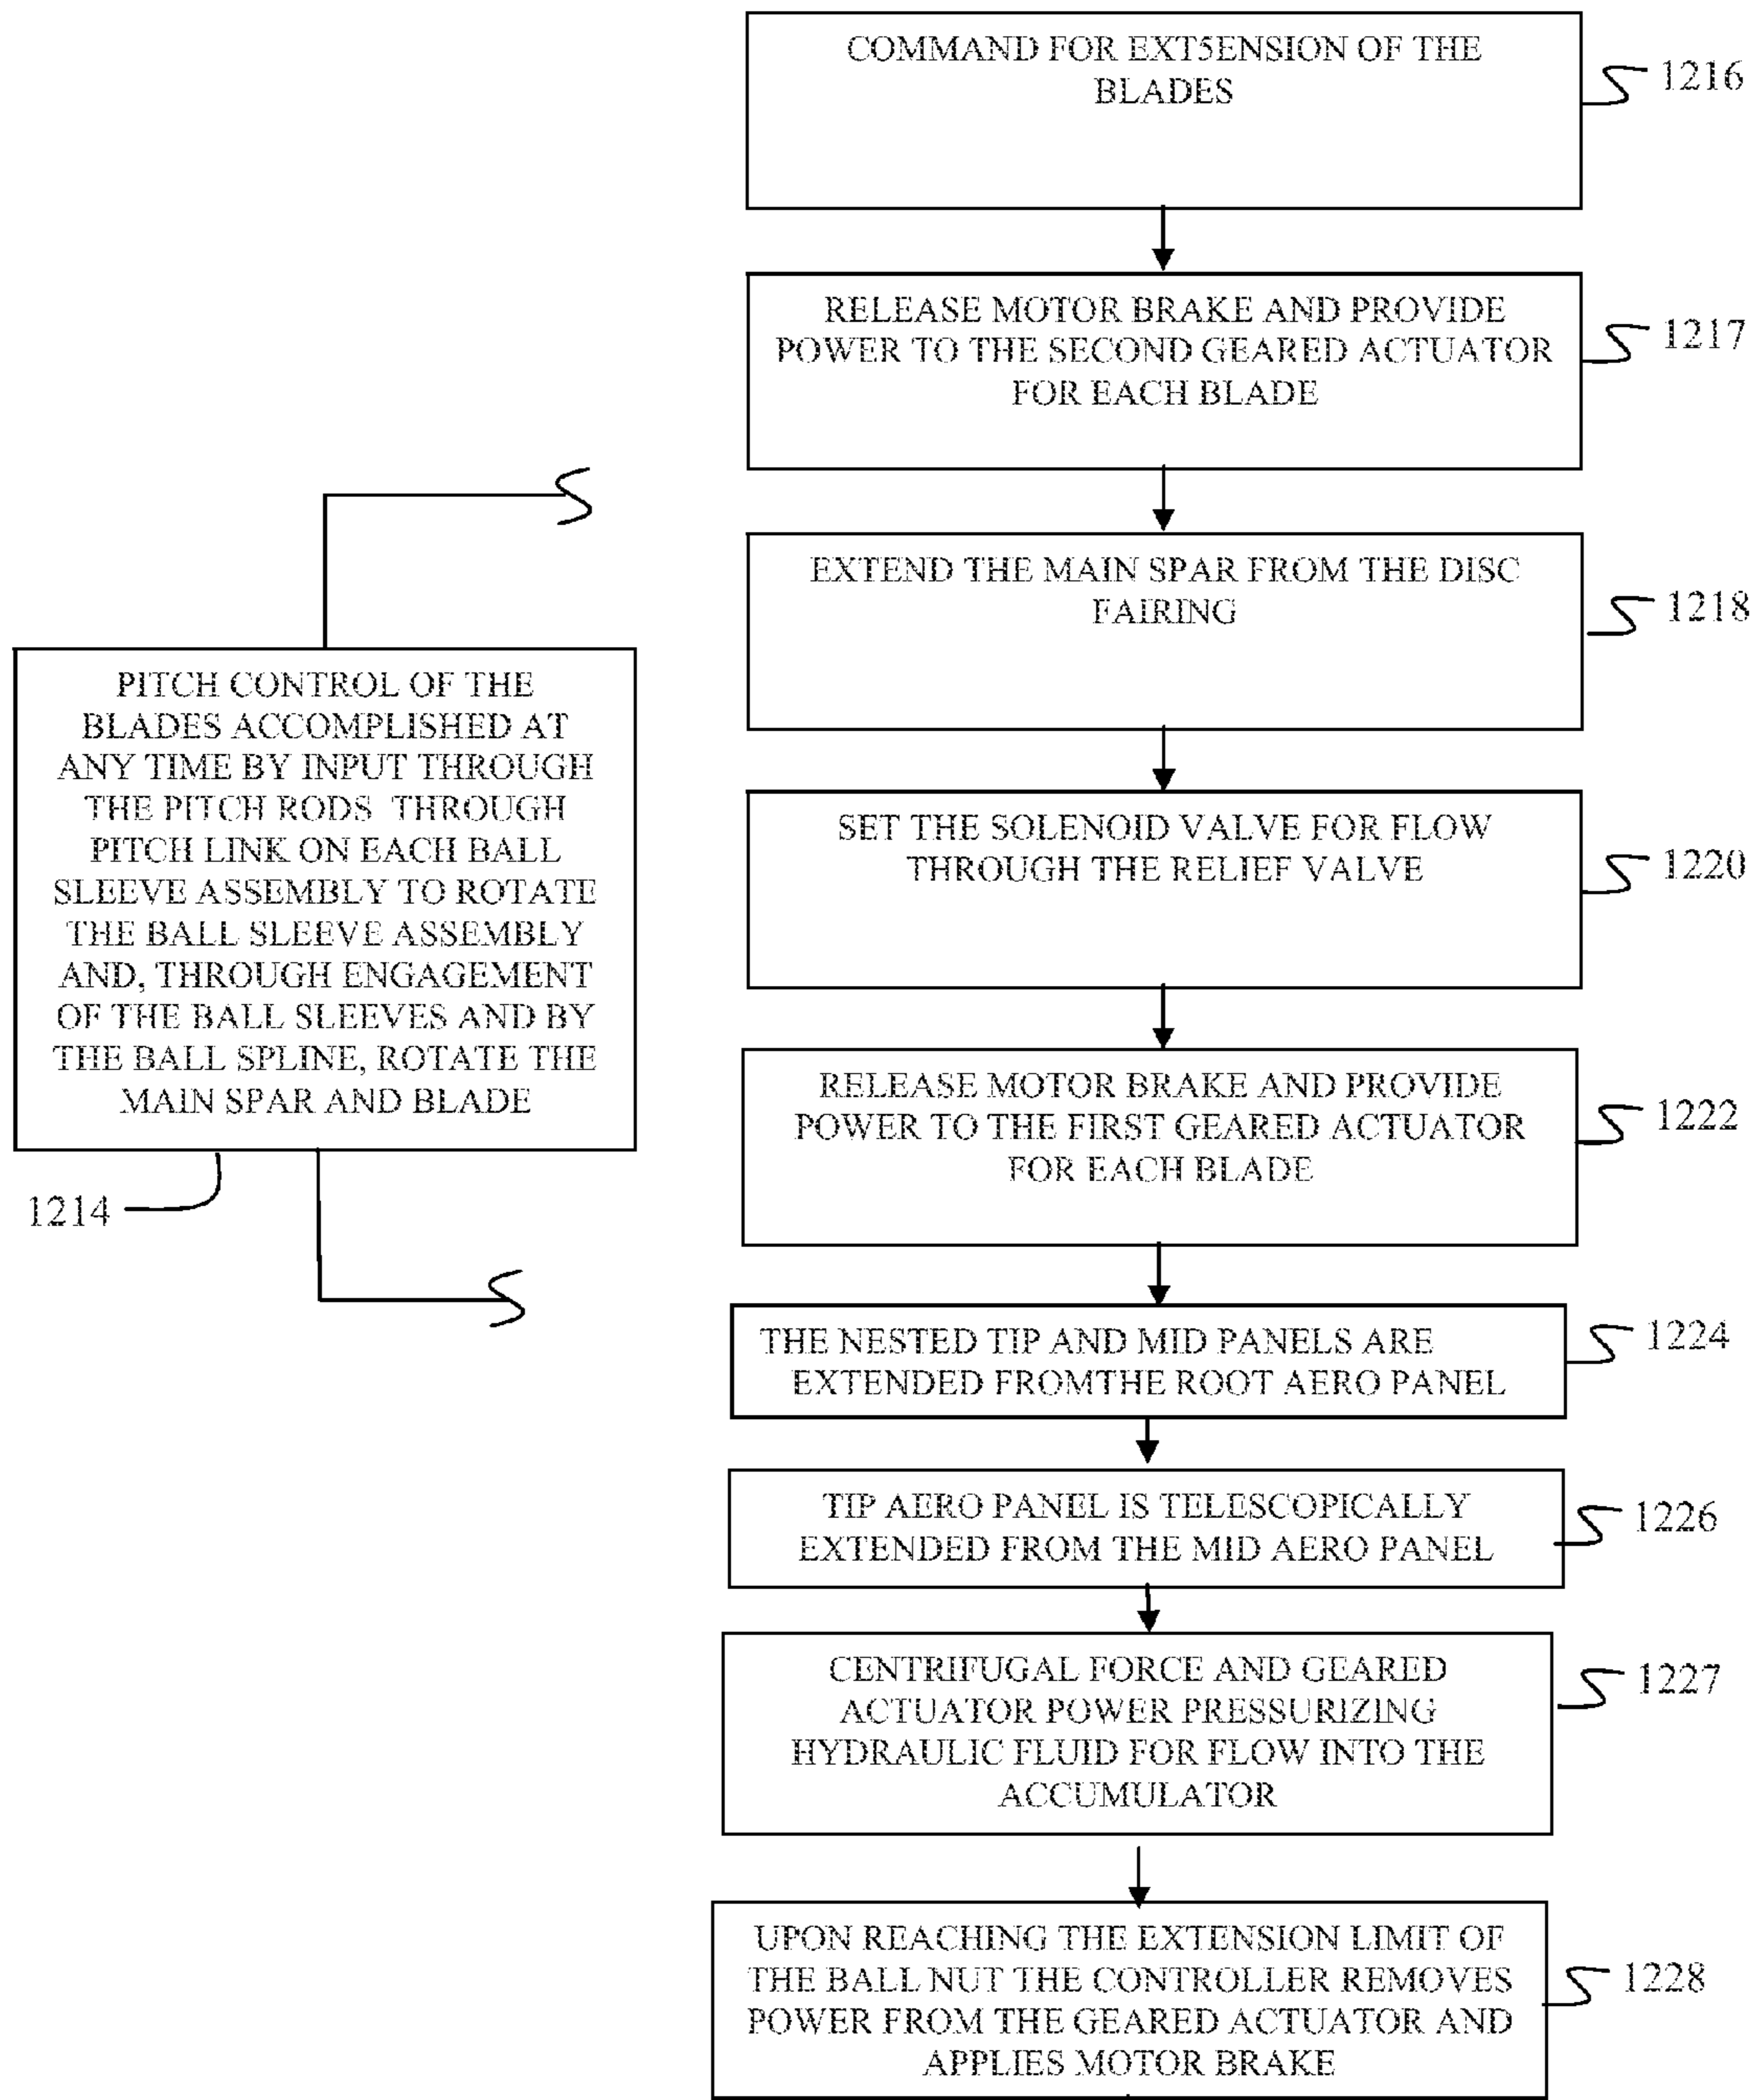 COMMAND FOR EXT5ENSION OF THE
BLADES
1216
RELEASE MOTOR BRAKE AND PROVIDE
POWER TO THE SECOND GEARED ACTUATOR
FOR EACH BLADE
1217
EXTEND THE MAIN SPAR FROM THE DISC
FAIRING
1218
PITCH CONTROL OF THE
BLADES ACCOMPLISHED AT
ANY TIME BY INPUT THROUGH
THE PITCH RODS THROUGH
PITCH LINK ON EACH BALL
SLEEVE ASSEMBLY TO ROTATE
THE BALL SLEEVE ASSEMBLY
AND, THROUGH ENGAGEMENT
OF THE BALL SLEEVES AND BY
THE BALL SPLINE, ROTATE THE
MAIN SPAR AND BLADE
1214
SET THE SOLENOID VALVE FOR FLOW
THROUGH THE RELIEF VALVE
1220
RELEASE MOTOR BRAKE AND PROVIDE
POWER TO THE FIRST GEARED ACTUATOR
FOR EACH BLADE
1222
THE NESTED TIP AND MID PANELS ARE
EXTENDED FROMTHE ROOT AERO PANEL
1224
TIP AERO PANEL IS TELESCOPICALLY
EXTENDED FROM THE MID AERO PANEL
1226
CENTRIFUGAL FORCE AND GEARED
ACTUATOR POWER PRESSURIZING
HYDRAULIC FLUID FOR FLOW INTO THE
ACCUMULATOR
1227
UPON REACHING THE EXTENSION LIMIT OF
THE BALL NUT THE CONTROLLER REMOVES
POWER FROM THE GEARED ACTUATOR AND
APPLIES MOTOR BRAKE
1228